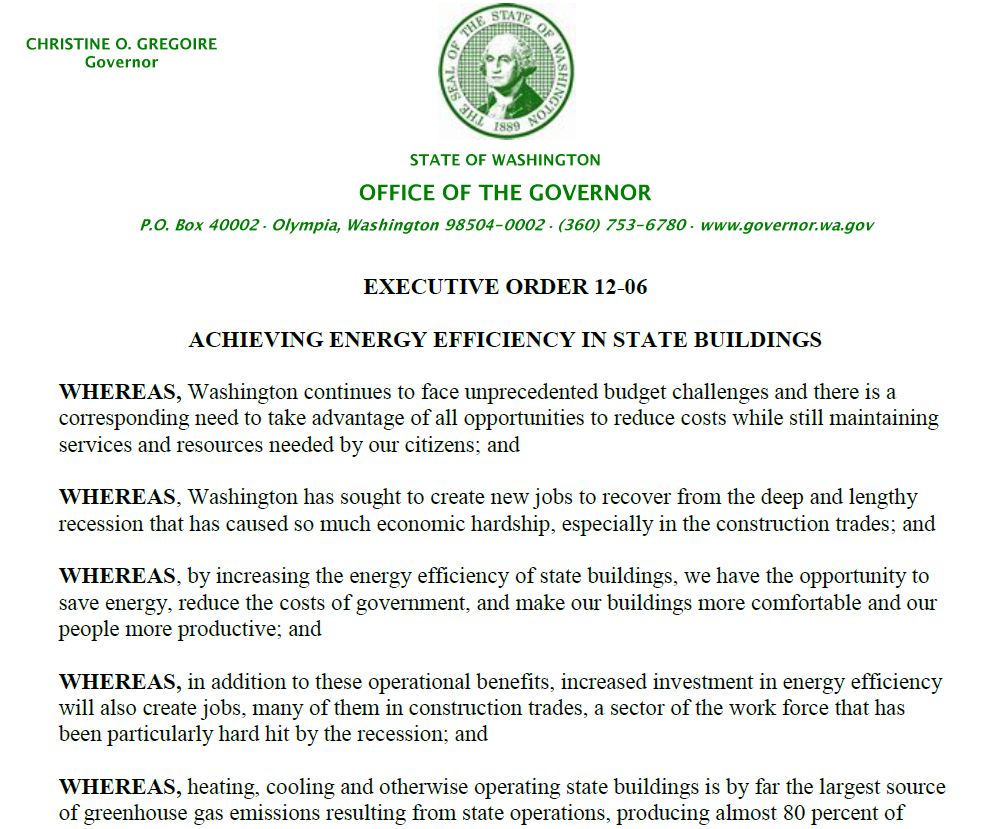 CHRISTINE O. GREGOIRE
Governor
THE SEAL OF THE STATE OF WASHINGTON
1889
STATE OF WASHINGTON
OFFICE OF THE GOVERNOR
P.O. Box 40002 · Olympia, Washington 98504-0002 · (360) 753-6780 · www.governor.wa.gov
EXECUTIVE ORDER 12-06
ACHIEVING ENERGY EFFICIENCY IN STATE BUILDINGS
WHEREAS, Washington continues to face unprecedented budget challenges and there is a
corresponding need to take advantage of all opportunities to reduce costs while still maintaining
services and resources needed by our citizens; and
WHEREAS, Washington has sought to create new jobs to recover from the deep and lengthy
recession that has caused so much economic hardship, especially in the construction trades; and
WHEREAS, by increasing the energy efficiency of state buildings, we have the opportunity to
save energy, reduce the costs of government, and make our buildings more comfortable and our
people more productive; and
WHEREAS, in addition to these operational benefits, increased investment in energy efficiency
will also create jobs, many of them in construction trades, a sector of the work force that has
been particularly hard hit by the recession; and
WHEREAS, heating, cooling and otherwise operating state buildings is by far the largest source
of greenhouse gas emissions resulting from state operations, producing almost 80 percent of